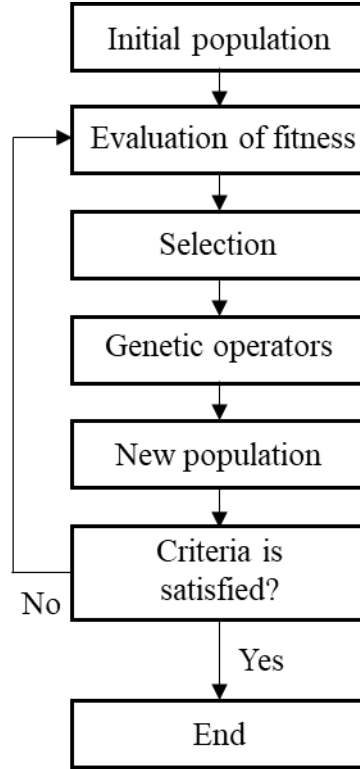 Initial population
Evaluation of fitness
Selection
Genetic operators
New population
Criteria is
satisfied?
No
Yes
End